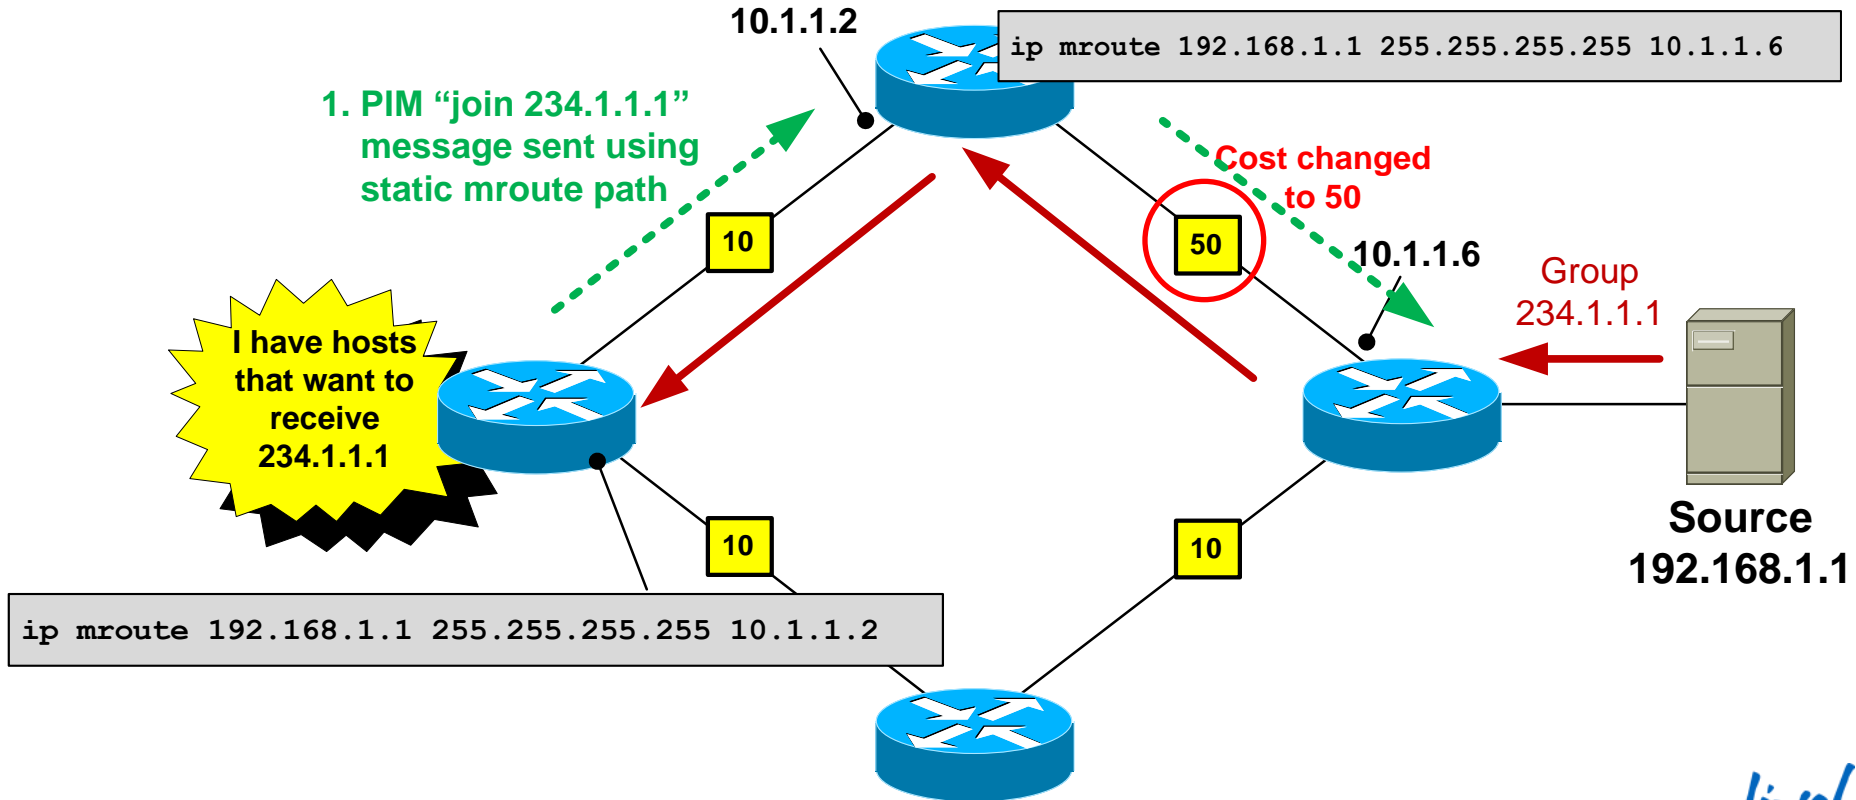 10.1.1.2
ip mroute 192.168.1.1 255.255.255.255 10.1.1.6
1. PIM “join 234.1.1.1”
message sent using
static mroute path
Cost changed
to 50
10
50
10.1.1.6
Group
234.1.1.1
I have hosts
that want to
receive
234.1.1.1
Source
192.168.1.1
10
10
ip mroute 192.168.1.1 255.255.255.255 10.1.1.2